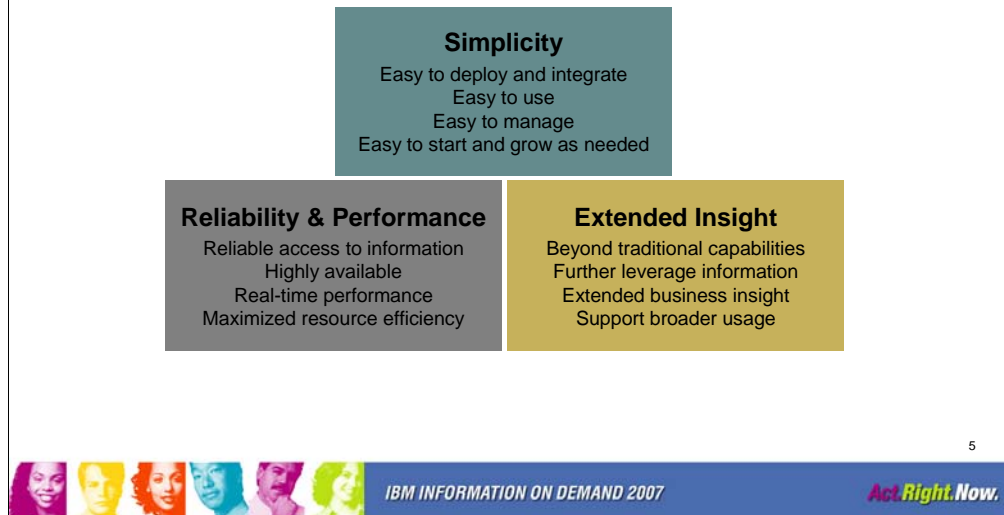 Simplicity
Easy to deploy and integrate
Easy to use
Easy to manage
Easy to start and grow as needed
Reliability & Performance
Reliable access to information
Highly available
Real-time performance
Maximized resource efficiency
Extended Insight
Beyond traditional capabilities
Further leverage information
Extended business insight
Support broader usage
5
IBM INFORMATION ON DEMAND 2007
Act.Right.Now.